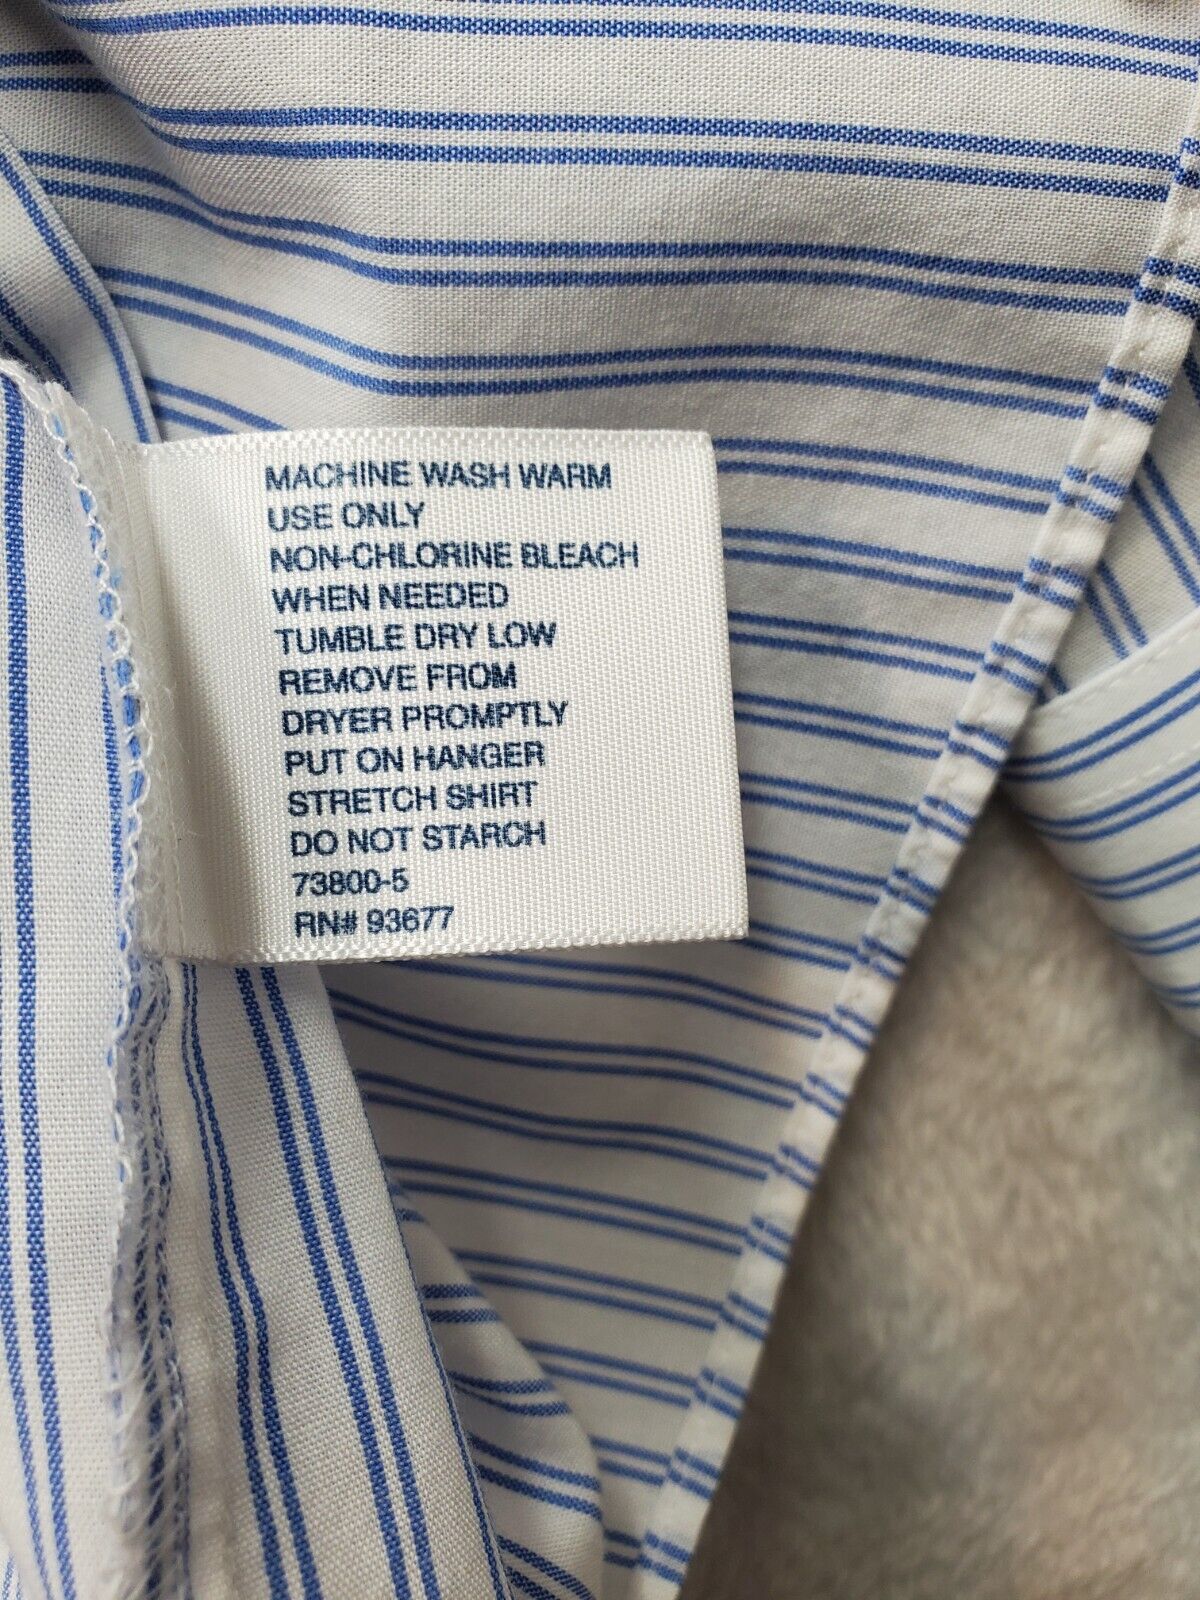 MACHINE WASH WARM
USE ONLY
NON-CHLORINE BLEACH
WHEN NEEDED
TUMBLE DRY LOW
REMOVE FROM
DRYER PROMPTLY
PUT ON HANGER
STRETCH SHIRT
DO NOT STARCH
73800-5
RN# 93677